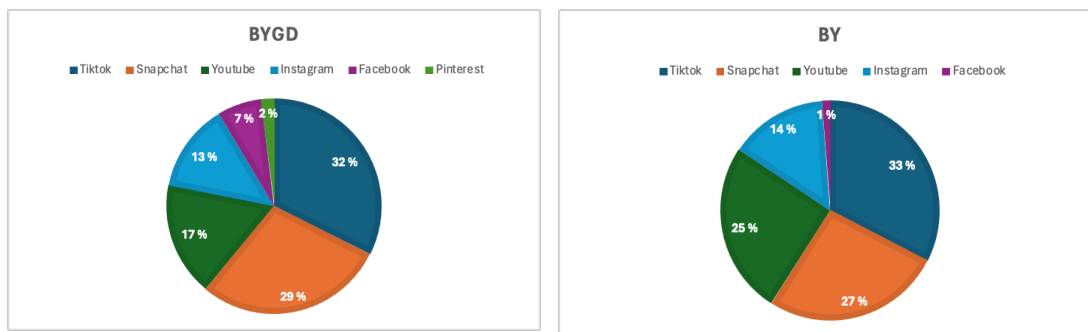 BYGD
Tiktok Snapchat Youtube Instagram Facebook Pinterest
2 %
7 %
13 %
32 %
17 %
29 %
BY
Tiktok Snapchat Youtube Instagram Facebook
1 %
14 %
33 %
25 %
27 %